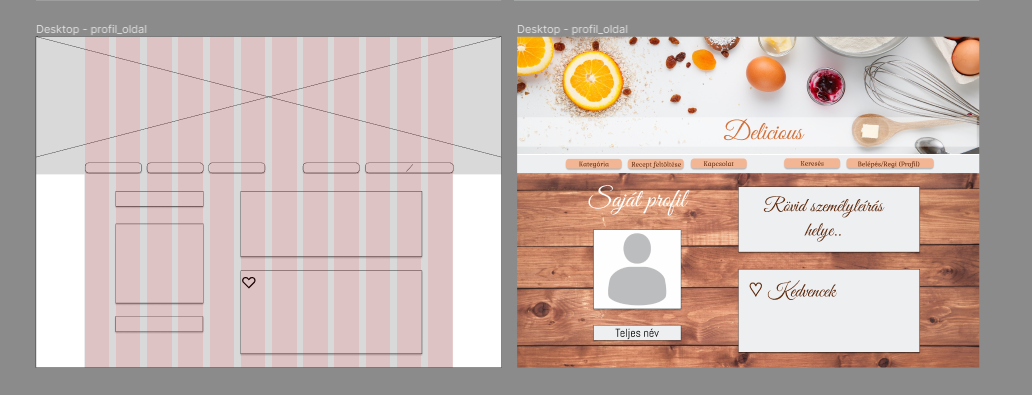 Desktop - profil_oldal
Desktop - profil_oldal
Delicious
Kategória
Recept feltöltése
Kapcsolat
Keresés
Belépés/Regi (Profil)
Saját profil
Rövid személyleírás
helye..
Kedvencek
Teljes név